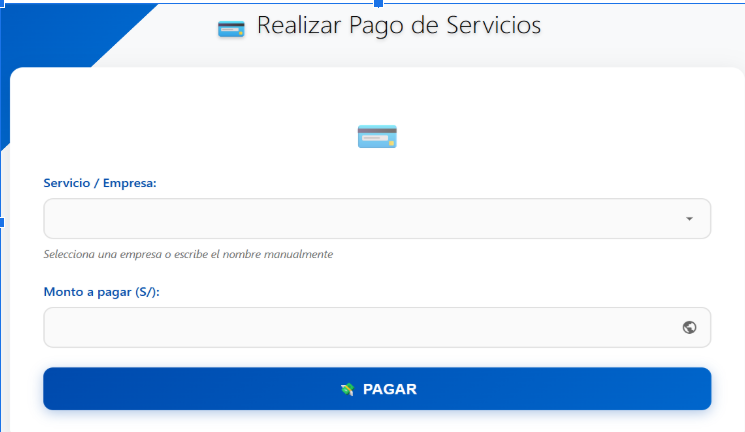 Realizar Pago de Servicios
Servicio / Empresa:
Selecciona una empresa o escribe el nombre manualmente
Monto a pagar (S/):
PAGAR